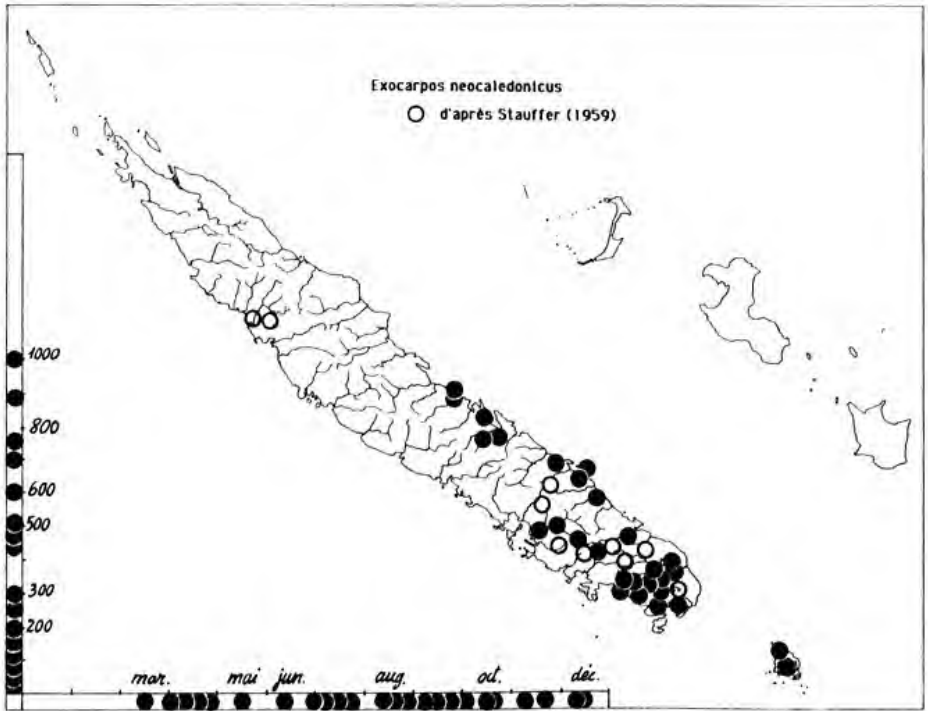 Exocarpos neocaledonicus
d'après Stauffer (1959)
1000
800
600
500
300
200
mar. mai jun. aug. oct. déc.